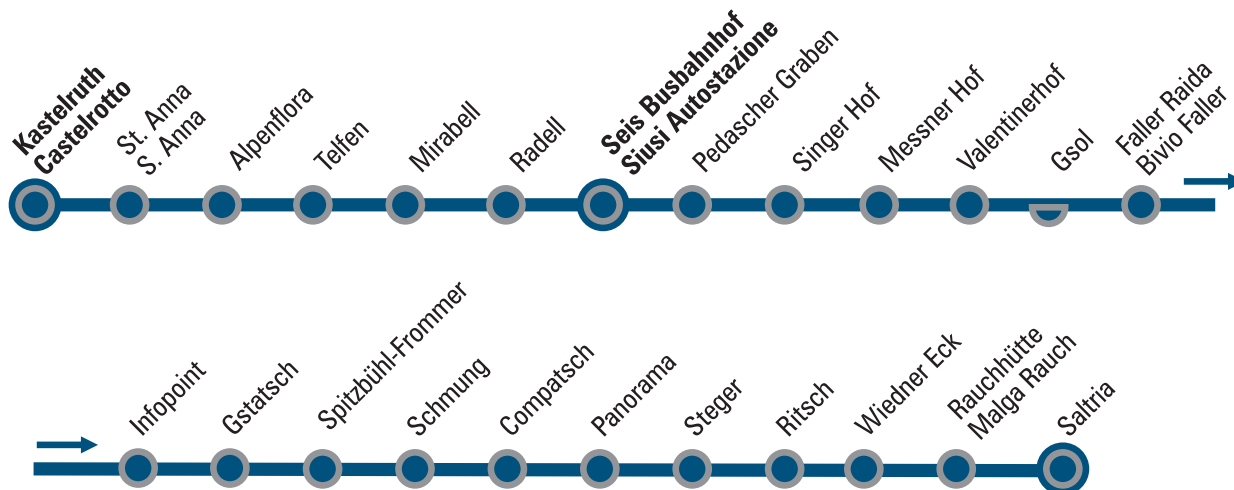 Kastelruth
Castelrotto
St. Anna
S. Anna
Alpenflora
Telfen
Mirabell
Radell
Seis Busbahnhof
Siusi Autostazione
Pedascher Graben
Singer Hof
Messner Hof
Valentinerhof
Gsol
Faller Raida
Bivio Faller
Infopoint
Gstatsch
Spitzbühl-Frommer
Schmung
Compatsch
Panorama
Steger
Ritsch
Wiedner Eck
Rauchhütte
Malga Rauch
Saltria